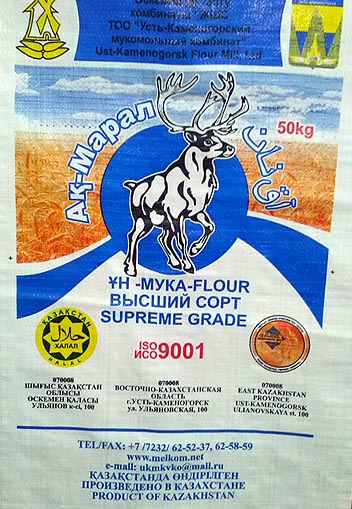 комбинаты" ЖШС
ТОО "Усть-Каменогорский
мукомольный комбинат"
Ust-Kamenogorsk Flour Mill, Ltd
Ақ-Марал
50kg
ҰН -МУКА-FLOUR
ВЫСШИЙ СОРТ
SUPREME GRADE
ҚАЗАҚСТАН
حلال
ХАЛАЛ
HALAL
ISO
ИСО 9001
070008
ШЫҒЫС ҚАЗАҚСТАН
ОБЛЫСЫ
ӨСКЕМЕН ҚАЛАСЫ
УЛЬЯНОВ к-сі, 100
070008
ВОСТОЧНО-КАЗАХСТАНСКАЯ
ОБЛАСТЬ
г.УСТЬ-КАМЕНОГОРСК
ул. УЛЬЯНОВСКАЯ, 100
070008
EAST KAZAKHSTAN
PROVINCE
UST-KAMENOGORSK
ULIANOVSKAYA st. 100
TEL/FAX: +7 /7232/ 62-52-37, 62-58-59
www.melkom.net
e-mail: ukmkvko@mail.ru
ҚАЗАҚСТАНДА ӨНДІРІЛГЕН
ПРОИЗВЕДЕНО В КАЗАХСТАНЕ
PRODUCT OF KAZAKHSTAN